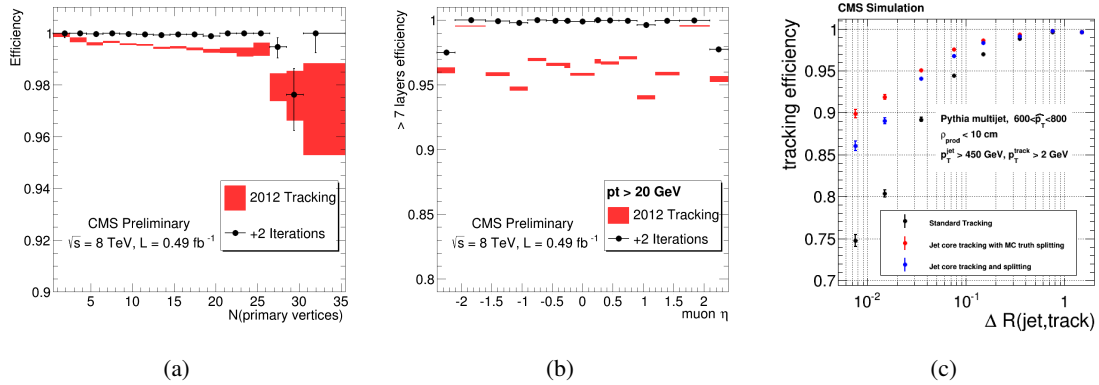 Efficiency
1
0.98
0.96
0.94
0.92
0.9
2012 Tracking
+2 Iterations
CMS Preliminary
√s = 8 TeV, L = 0.49 fb⁻¹
5 10 15 20 25 30 35
N(primary vertices)
(a)
> 7 layers efficiency
1
0.95
0.9
0.85
0.8
pt > 20 GeV
2012 Tracking
+2 Iterations
CMS Preliminary
√s = 8 TeV, L = 0.49 fb⁻¹
-2 -1.5 -1 -0.5 0 0.5 1 1.5 2
muon η
(b)
CMS Simulation
tracking efficiency
1
0.95
0.9
0.85
0.8
0.75
0.7
Pythia multijet, 600<p̂_T<800
ρ_prod < 10 cm
p_T^jet > 450 GeV, p_T^track > 2 GeV
Standard Tracking
Jet core tracking with MC truth splitting
Jet core tracking and splitting
10⁻² 10⁻¹ 1
Δ R(jet,track)
(c)